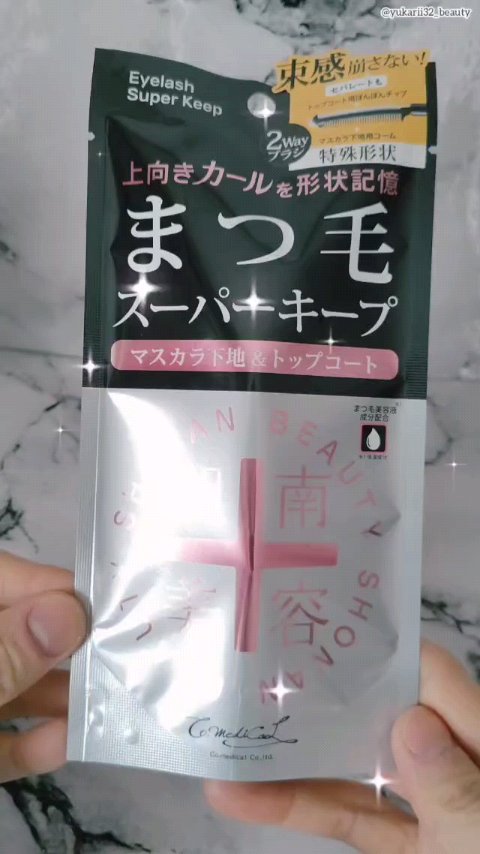 @yukarii32_beauty
Eyelash
Super Keep
束感崩さない!
セパレートも
トップコート用ぽんぽんチップ
マスカラ下地用コーム
特殊形状
2Way
ブラシ
上向きカールを形状記憶
まつ毛
スーパーキープ
マスカラ下地&トップコート
まつ毛美容液
成分配合
南
美
容
BEAUTY SHONAN
Co medical
Co.medical Co.,ltd.